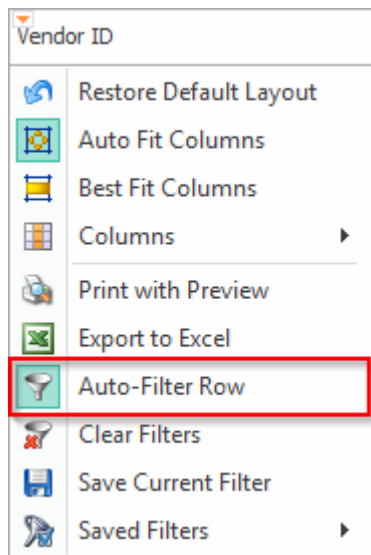 Vendor ID
Restore Default Layout
Auto Fit Columns
Best Fit Columns
Columns
Print with Preview
Export to Excel
Auto-Filter Row
Clear Filters
Save Current Filter
Saved Filters